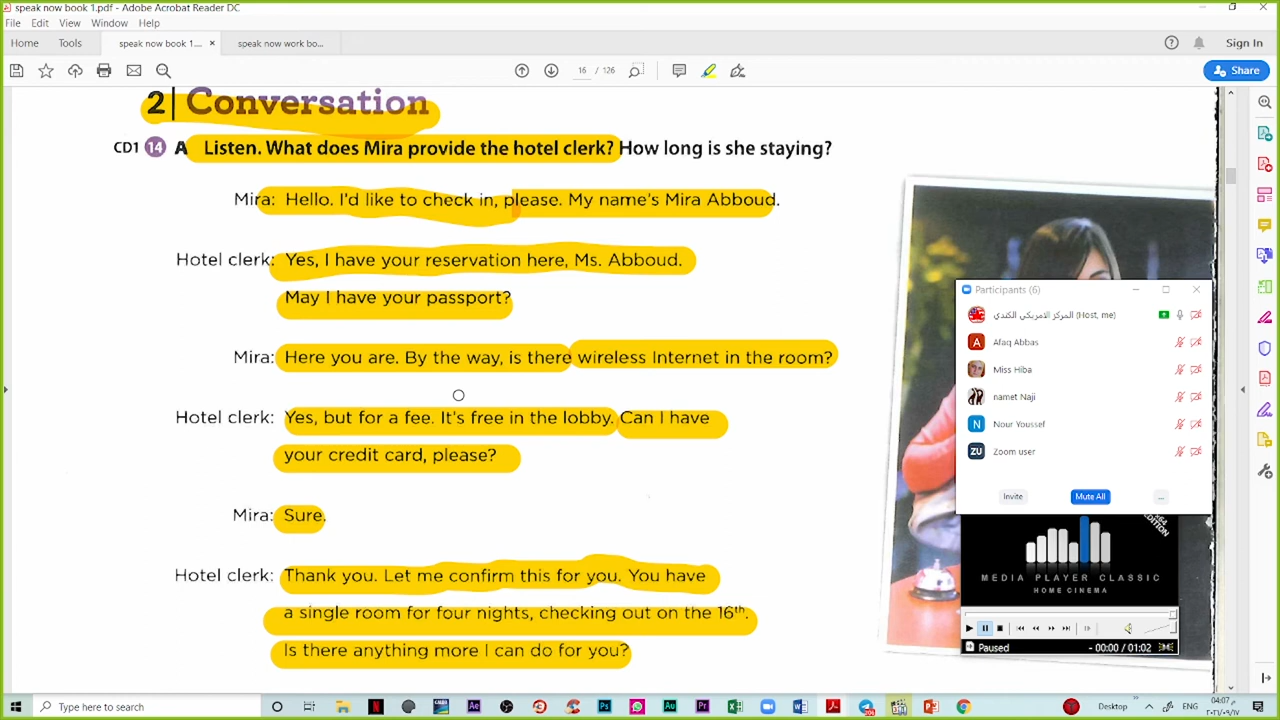 speak now book 1.pdf - Adobe Acrobat Reader DC
File Edit View Window Help
Home Tools speak now book 1.... × speak now work bo... Sign In
16 / 126 Share
2 | Conversation
CD1 14 A Listen. What does Mira provide the hotel clerk? How long is she staying?
Mira: Hello. I'd like to check in, please. My name's Mira Abboud.
Hotel clerk: Yes, I have your reservation here, Ms. Abboud.
May I have your passport?
Mira: Here you are. By the way, is there wireless Internet in the room?
Hotel clerk: Yes, but for a fee. It's free in the lobby. Can I have
your credit card, please?
Mira: Sure.
Hotel clerk: Thank you. Let me confirm this for you. You have
a single room for four nights, checking out on the 16th.
Is there anything more I can do for you?
Participants (6)
المركز الامريكي الكندي (Host, me)
A Afaq Abbas
Miss Hiba
namet Naji
N Nour Youssef
ZU Zoom user
Invite Mute All ...
x64 EDITION
MEDIA PLAYER CLASSIC
HOME CINEMA
Paused - 00:00 / 01:02
Type here to search
Desktop
04:07 م